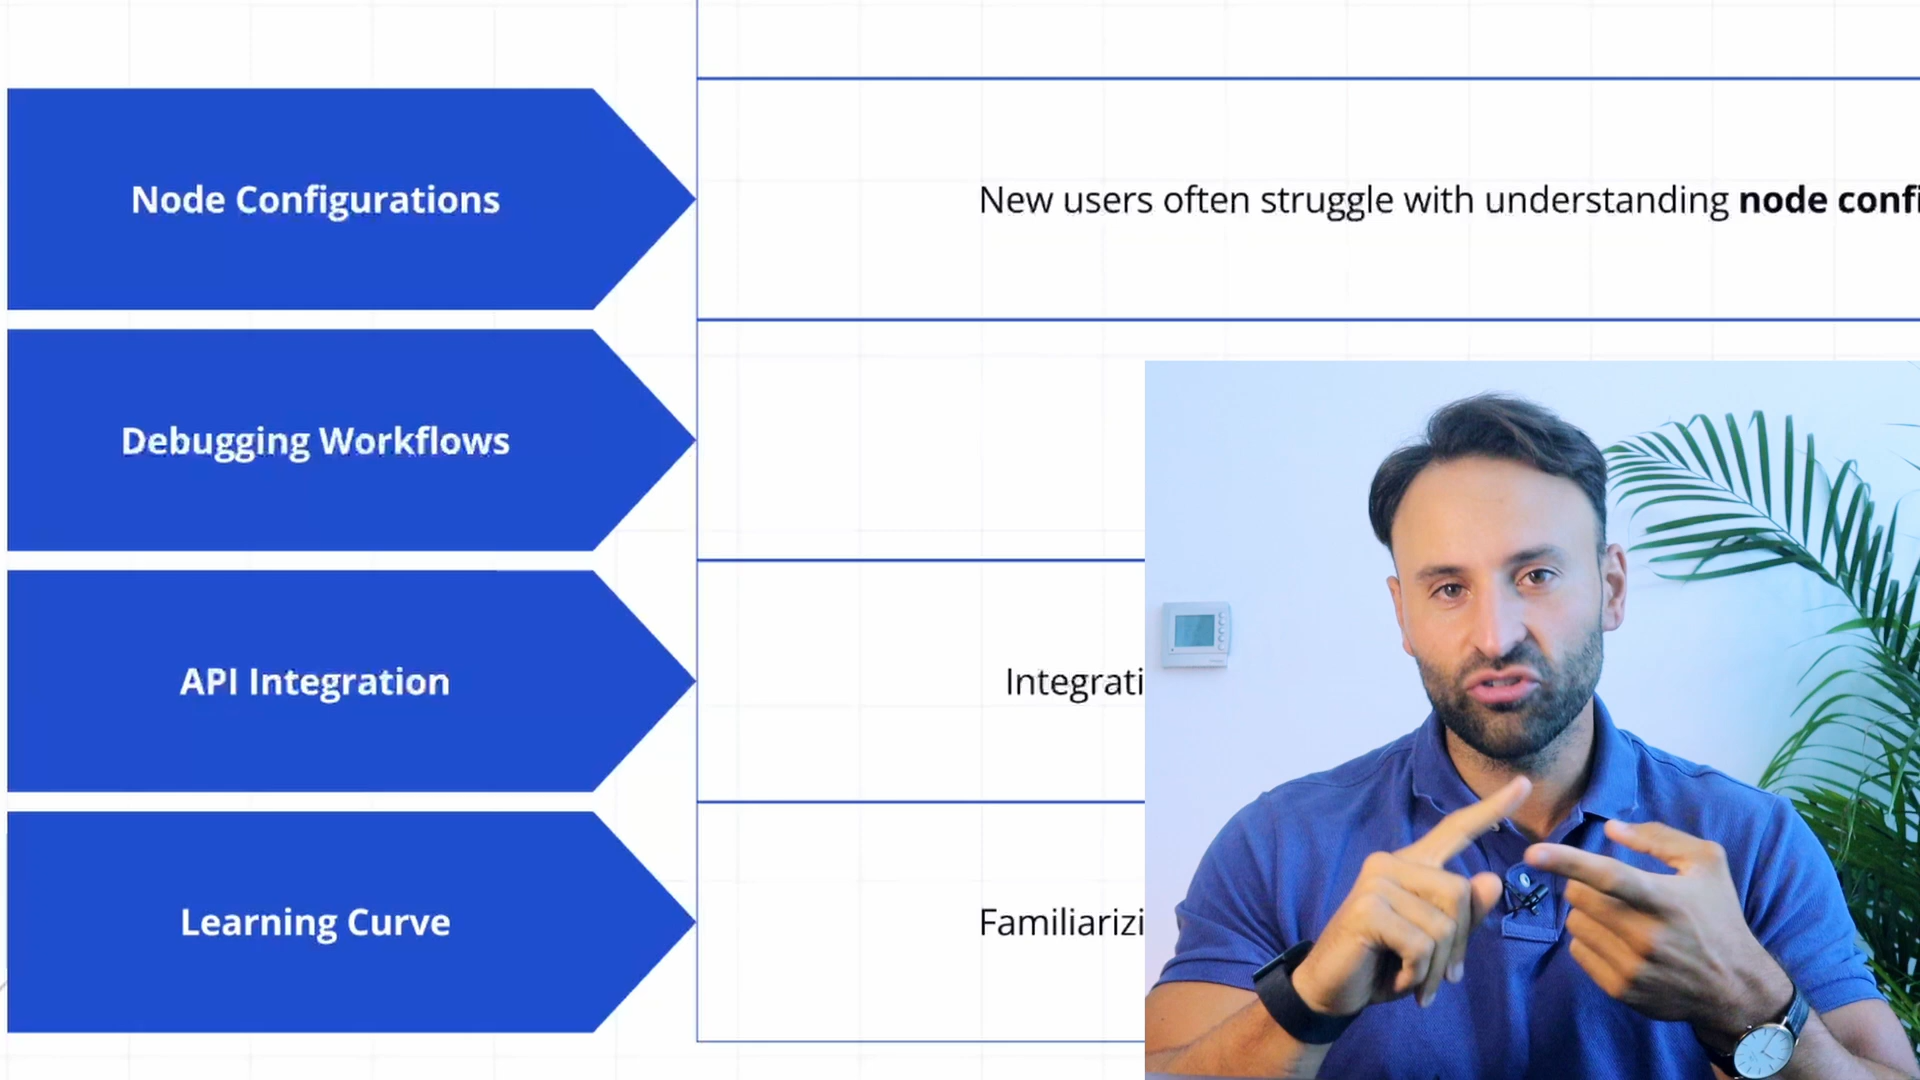 Node Configurations
New users often struggle with understanding node confi
Debugging Workflows
API Integration
Integrati
Learning Curve
Familiarizi